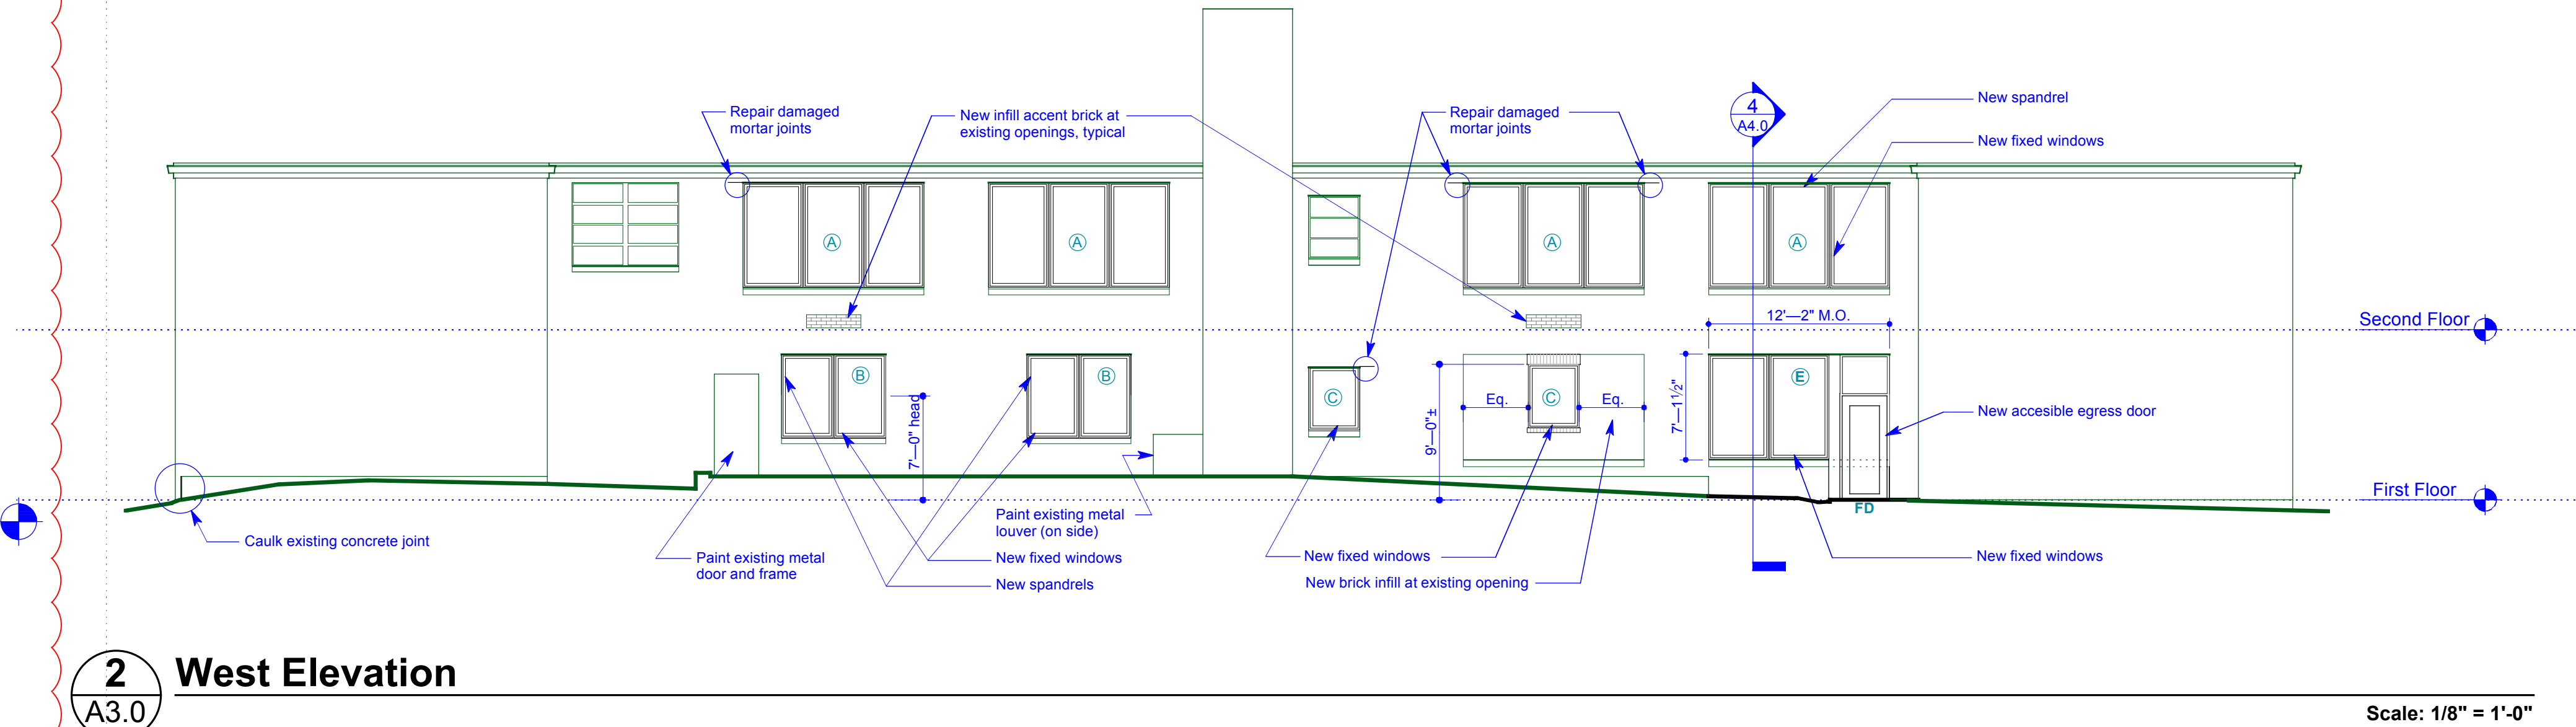 Repair damaged
mortar joints
New infill accent brick at
existing openings, typical
Repair damaged
mortar joints
4
A4.0
New spandrel
New fixed windows
A
A
A
A
12'—2" M.O.
Second Floor
B
B
C
C
E
7'—0" head
9'—0"±
Eq.
Eq.
7'—1 1/2"
New accesible egress door
First Floor
FD
Caulk existing concrete joint
Paint existing metal
door and frame
Paint existing metal
louver (on side)
New fixed windows
New spandrels
New fixed windows
New brick infill at existing opening
New fixed windows
2
A3.0
West Elevation
Scale: 1/8" = 1'-0"